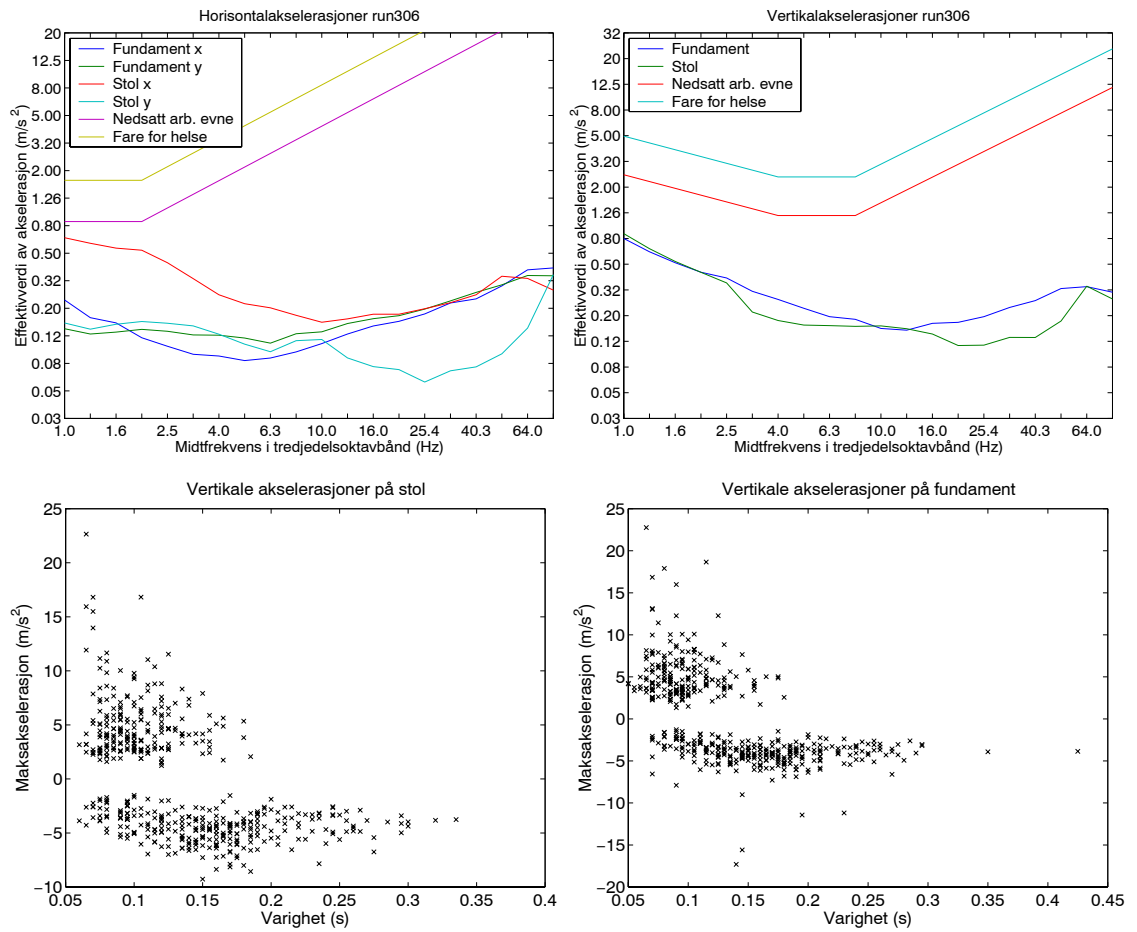 Horisontalakselerasjoner run306
Effektivverdi av akselerasjon (m/s²)
20
12.5
8.00
5.00
3.20
2.00
1.26
0.80
0.50
0.32
0.20
0.12
0.08
0.05
0.03
Fundament x
Fundament y
Stol x
Stol y
Nedsatt arb. evne
Fare for helse
1.0 1.6 2.5 4.0 6.3 10.0 16.0 25.4 40.3 64.0
Midtfrekvens i tredjedelsoktavbånd (Hz)
Vertikalakselerasjoner run306
Effektivverdi av akselerasjon (m/s²)
32
20
12.5
8.00
5.00
3.20
2.00
1.26
0.80
0.50
0.32
0.20
0.12
0.08
0.05
0.03
Fundament
Stol
Nedsatt arb. evne
Fare for helse
1.0 1.6 2.5 4.0 6.3 10.0 16.0 25.4 40.3 64.0
Midtfrekvens i tredjedelsoktavbånd (Hz)
Vertikale akselerasjoner på stol
Maksakselerasjon (m/s²)
25
20
15
10
5
0
−5
−10
0.05 0.1 0.15 0.2 0.25 0.3 0.35 0.4
Varighet (s)
Vertikale akselerasjoner på fundament
Maksakselerasjon (m/s²)
25
20
15
10
5
0
−5
−10
−15
−20
0.05 0.1 0.15 0.2 0.25 0.3 0.35 0.4 0.45
Varighet (s)